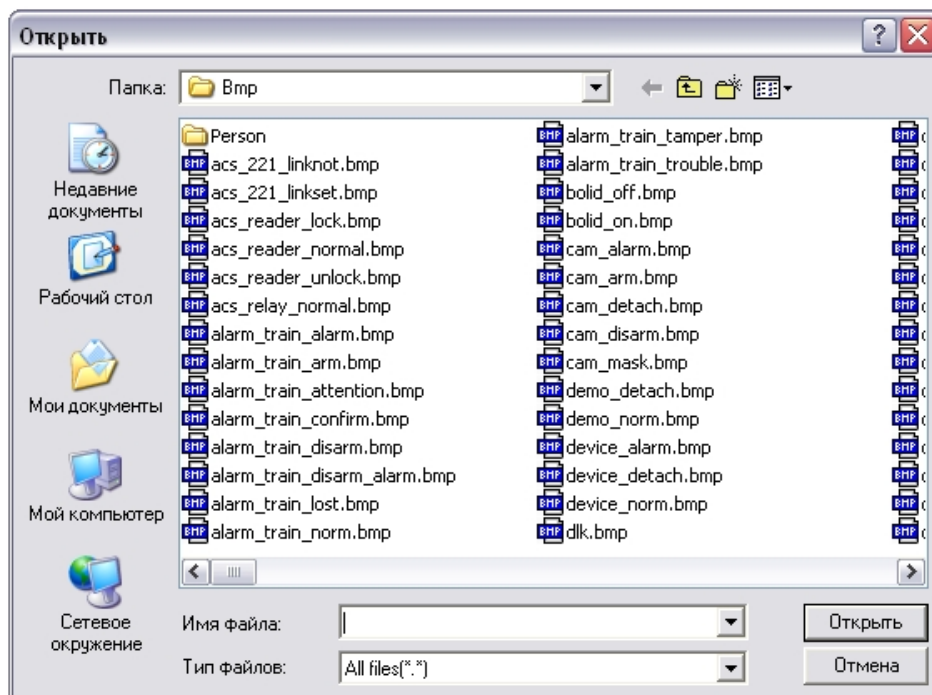 Открыть
Папка:
Bmp
Недавние
документы
Рабочий стол
Мои документы
Мой компьютер
Сетевое
окружение
Person
acs_221_linknot.bmp
acs_221_linkset.bmp
acs_reader_lock.bmp
acs_reader_normal.bmp
acs_reader_unlock.bmp
acs_relay_normal.bmp
alarm_train_alarm.bmp
alarm_train_arm.bmp
alarm_train_attention.bmp
alarm_train_confirm.bmp
alarm_train_disarm.bmp
alarm_train_disarm_alarm.bmp
alarm_train_lost.bmp
alarm_train_norm.bmp
alarm_train_tamper.bmp
alarm_train_trouble.bmp
bolid_off.bmp
bolid_on.bmp
cam_alarm.bmp
cam_arm.bmp
cam_detach.bmp
cam_disarm.bmp
cam_mask.bmp
demo_detach.bmp
demo_norm.bmp
device_alarm.bmp
device_detach.bmp
device_norm.bmp
dlk.bmp
Имя файла:
Открыть
Тип файлов:
All files(*.*)
Отмена